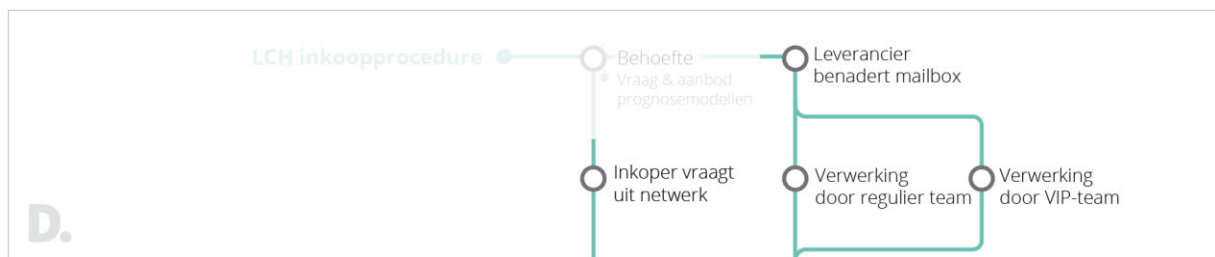 LCH inkoopprocedure
Behoefte
Vraag & aanbod
prognosemodellen
Leverancier
benadert mailbox
Inkoper vraagt
uit netwerk
Verwerking
door regulier team
Verwerking
door VIP-team
D.